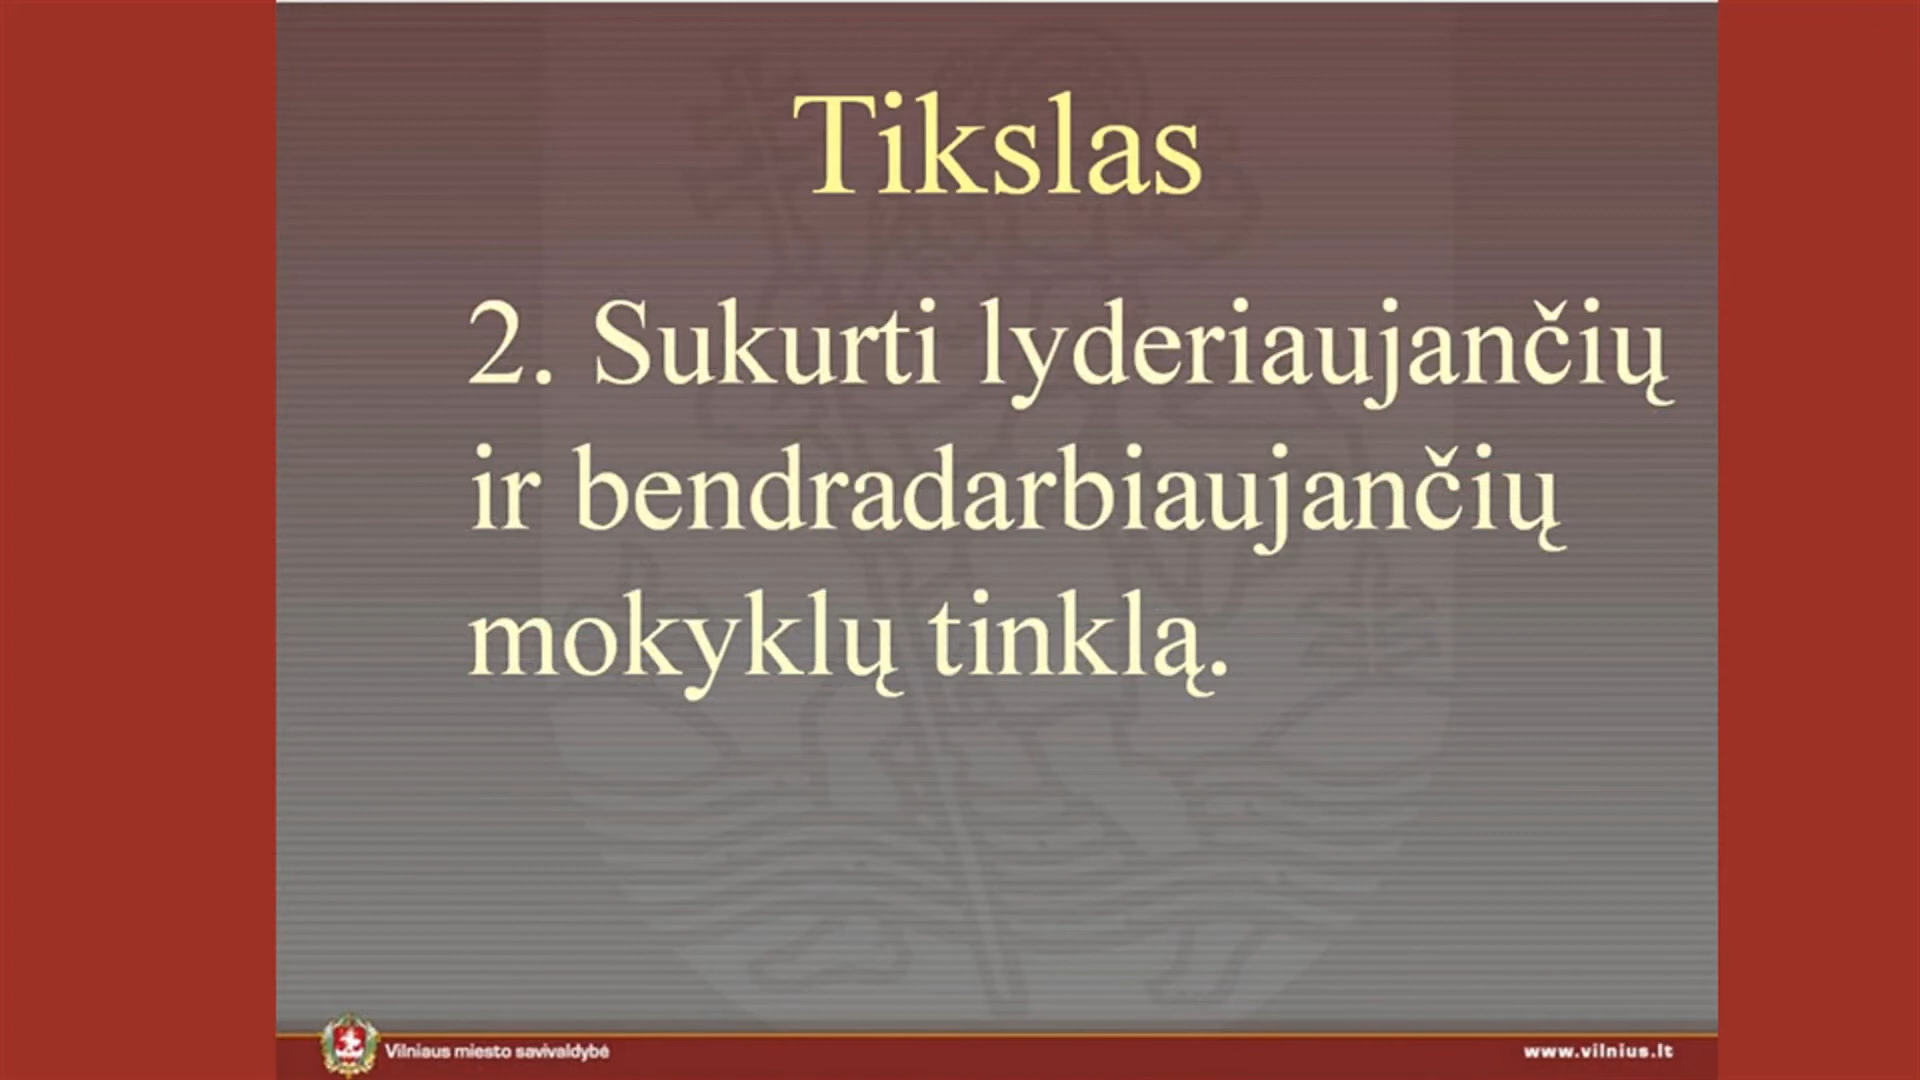 Tikslas
2. Sukurti lyderiaujančių
ir bendradarbiaujančių
mokyklų tinklą.
Vilniaus miesto savivaldybė
www.vilnius.lt